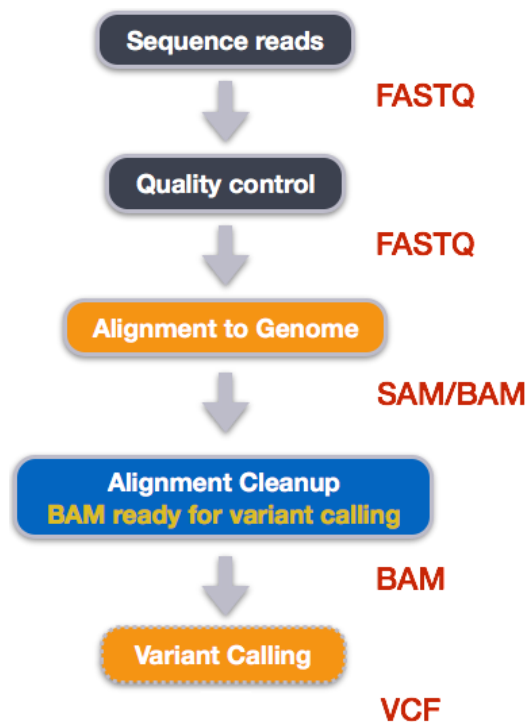 Sequence reads
FASTQ
Quality control
FASTQ
Alignment to Genome
SAM/BAM
Alignment Cleanup
BAM ready for variant calling
BAM
Variant Calling
VCF